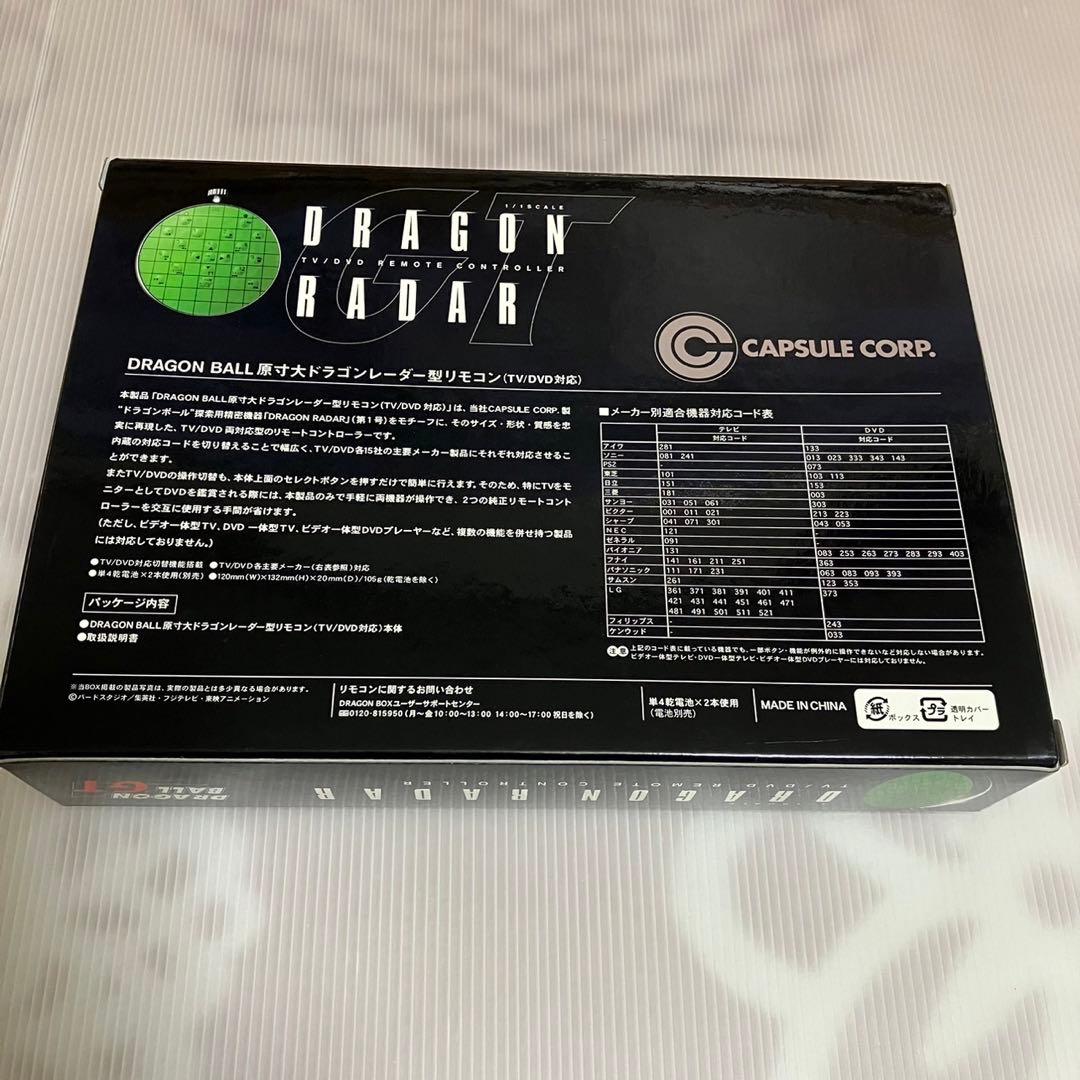 1/1SCALE
DRAGON
TV/DVD REMOTE CONTROLLER
RADAR
GT
CAPSULE CORP.
DRAGON BALL 原寸大ドラゴンレーダー型リモコン(TV/DVD対応)
本製品「DRAGON BALL原寸大ドラゴンレーダー型リモコン(TV/DVD 対応)」は、当社CAPSULE CORP.製
“ドラゴンボール”探索用精密機器「DRAGON RADAR」(第1号)をモチーフに、そのサイズ・形状・質感を忠
実に再現した、TV/DVD 両対応型のリモートコントローラーです。
内蔵の対応コードを切り替えることで幅広く、TV/DVD各15社の主要メーカー製品にそれぞれ対応させるこ
とができます。
またTV/DVDの操作切替も、本体上面のセレクトボタンを押すだけで簡単に行えます。そのため、特にTVをモ
ニターとしてDVDを鑑賞される際には、本製品のみで手軽に両機器が操作でき、2つの純正リモートコント
ローラーを交互に使用する手間が省けます。
(ただし、ビデオ一体型TV、DVD 一体型TV、ビデオ一体型DVDプレーヤーなど、複数の機能を併せ持つ製品
には対応しておりません。)
●TV/DVD対応切替機能搭載 ●TV/DVD各主要メーカー(右表参照)対応
●単4乾電池×2本使用(別売) ●120mm(W)×132mm(H)×20mm(D)/105g(乾電池を除く)
パッケージ内容
●DRAGON BALL原寸大ドラゴンレーダー型リモコン(TV/DVD対応)本体
●取扱説明書
■メーカー別適合機器対応コード表
テレビ DVD
対応コード 対応コード
アイワ 281 133
ソニー 081 241 013 023 333 343 143
PS2 - 073
東芝 101 103 113
日立 151 153
三菱 181 003
サンヨー 031 051 061 303
ビクター 001 011 021 213 223
シャープ 041 071 301 043 053
NEC 121 -
ゼネラル 091 -
パイオニア 131 083 253 263 273 283 293 403
フナイ 141 161 211 251 363
パナソニック 111 171 231 063 083 093 393
サムスン 261 123 353
LG 361 371 381 391 401 411 373
421 431 441 451 461 471
481 491 501 511 521
フィリップス - 243
ケンウッド - 033
注意 上記のコード表に載っている機器でも、一部ボタン・機能が例外的に操作できないなど対応しない場合があります。
ビデオ一体型テレビ・DVD一体型テレビ・ビデオ一体型DVDプレーヤーには対応しておりません。
※当BOX掲載の製品写真は、実際の製品とは多少異なる場合があります。
©バードスタジオ/集英社・フジテレビ・東映アニメーション
リモコンに関するお問い合わせ
DRAGON BOXユーザーサポートセンター
0120-815950(月〜金10:00〜13:00 14:00〜17:00 祝日を除く)
単4乾電池×2本使用
(電池別売)
MADE IN CHINA
紙
ボックス
プラ
透明カバー
トレイ
DRAGON RADAR
TV/DVD REMOTE CONTROLLER
DRAGON
BALL GT